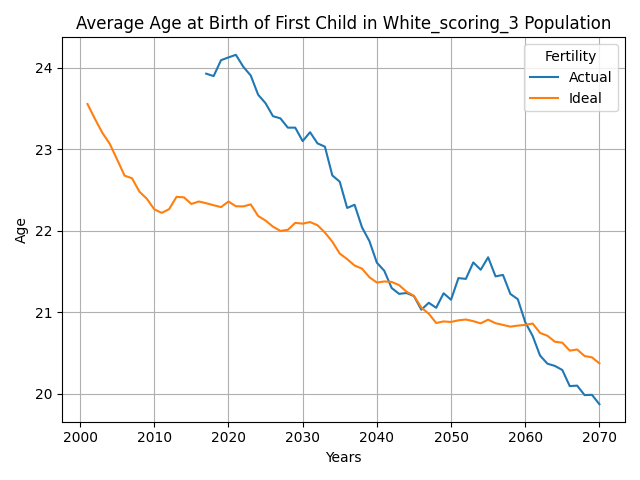 Average Age at Birth of First Child in White_scoring_3 Population
Fertility
Actual
Ideal
Age
24
23
22
21
20
2000 2010 2020 2030 2040 2050 2060 2070
Years